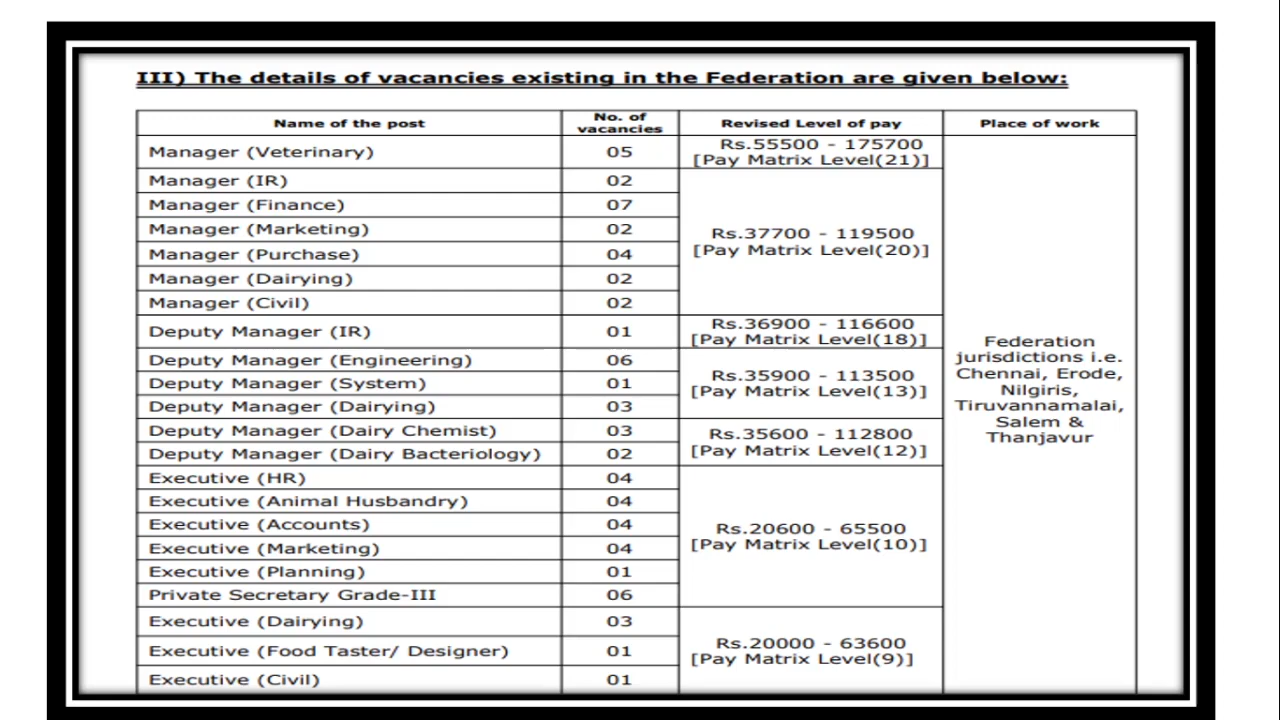 III) The details of vacancies existing in the Federation are given below:
Name of the post No. of vacancies Revised Level of pay Place of work
Manager (Veterinary) 05 Rs.55500 - 175700
[Pay Matrix Level(21)]
Manager (IR) 02
Manager (Finance) 07
Manager (Marketing) 02 Rs.37700 - 119500
Manager (Purchase) 04 [Pay Matrix Level(20)]
Manager (Dairying) 02
Manager (Civil) 02
Deputy Manager (IR) 01 Rs.36900 - 116600
[Pay Matrix Level(18)]
Deputy Manager (Engineering) 06
Deputy Manager (System) 01 Rs.35900 - 113500
[Pay Matrix Level(13)]
Deputy Manager (Dairying) 03
Deputy Manager (Dairy Chemist) 03 Rs.35600 - 112800
Deputy Manager (Dairy Bacteriology) 02 [Pay Matrix Level(12)]
Executive (HR) 04
Executive (Animal Husbandry) 04
Executive (Accounts) 04 Rs.20600 - 65500
Executive (Marketing) 04 [Pay Matrix Level(10)]
Executive (Planning) 01
Private Secretary Grade-III 06
Executive (Dairying) 03
Executive (Food Taster/ Designer) 01 Rs.20000 - 63600
[Pay Matrix Level(9)]
Executive (Civil) 01
Federation
jurisdictions i.e.
Chennai, Erode,
Nilgiris,
Tiruvannamalai,
Salem &
Thanjavur